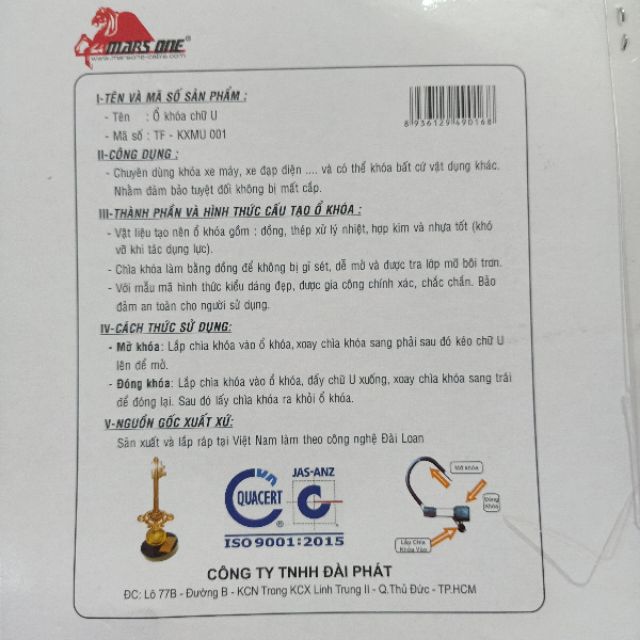 MARS ONE®
www.marsone-cable.com
I-TÊN VÀ MÃ SỐ SẢN PHẨM :
- Tên : Ổ khóa chữ U
- Mã số : TF - KXMU 001
8 936129 490168
II-CÔNG DỤNG :
- Chuyên dùng khóa xe máy, xe đạp điện .... và có thể khóa bất cứ vật dụng khác.
Nhằm đảm bảo tuyệt đối không bị mất cắp.
III-THÀNH PHẦN VÀ HÌNH THỨC CẤU TẠO Ổ KHÓA :
- Vật liệu tạo nên ổ khóa gồm : đồng, thép xử lý nhiệt, hợp kim và nhựa tốt (khó
vỡ khi tác dụng lực).
- Chìa khóa làm bằng đồng để không bị gỉ sét, dễ mở và được tra lớp mỡ bôi trơn.
- Với mẫu mã hình thức kiểu dáng đẹp, được gia công chính xác, chắc chắn. Bảo
đảm an toàn cho người sử dụng.
IV-CÁCH THỨC SỬ DỤNG:
- Mở khóa: Lắp chìa khóa vào ổ khóa, xoay chìa khóa sang phải sau đó kéo chữ U
lên để mở.
- Đóng khóa: Lắp chìa khóa vào ổ khóa, đẩy chữ U xuống, xoay chìa khóa sang trái
để đóng lại. Sau đó lấy chìa khóa ra khỏi ổ khóa.
V-NGUỒN GỐC XUẤT XỨ:
Sản xuất và lắp ráp tại Việt Nam làm theo công nghệ Đài Loan
VN
QUACERT
®
JAS-ANZ
ISO 9001:2015
Mở khóa
Đóng
Khóa
Lắp Chìa
Khóa Vào
CÔNG TY TNHH ĐÀI PHÁT
ĐC: Lô 77B - Đường B - KCN Trong KCX Linh Trung II - Q.Thủ Đức - TP.HCM